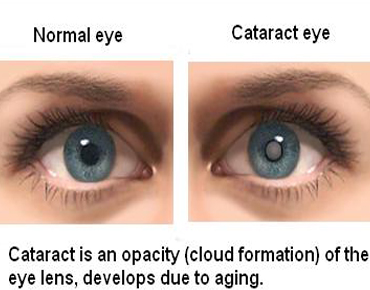 Normal eye
Cataract eye
Cataract is an opacity (cloud formation) of the
eye lens, develops due to aging.